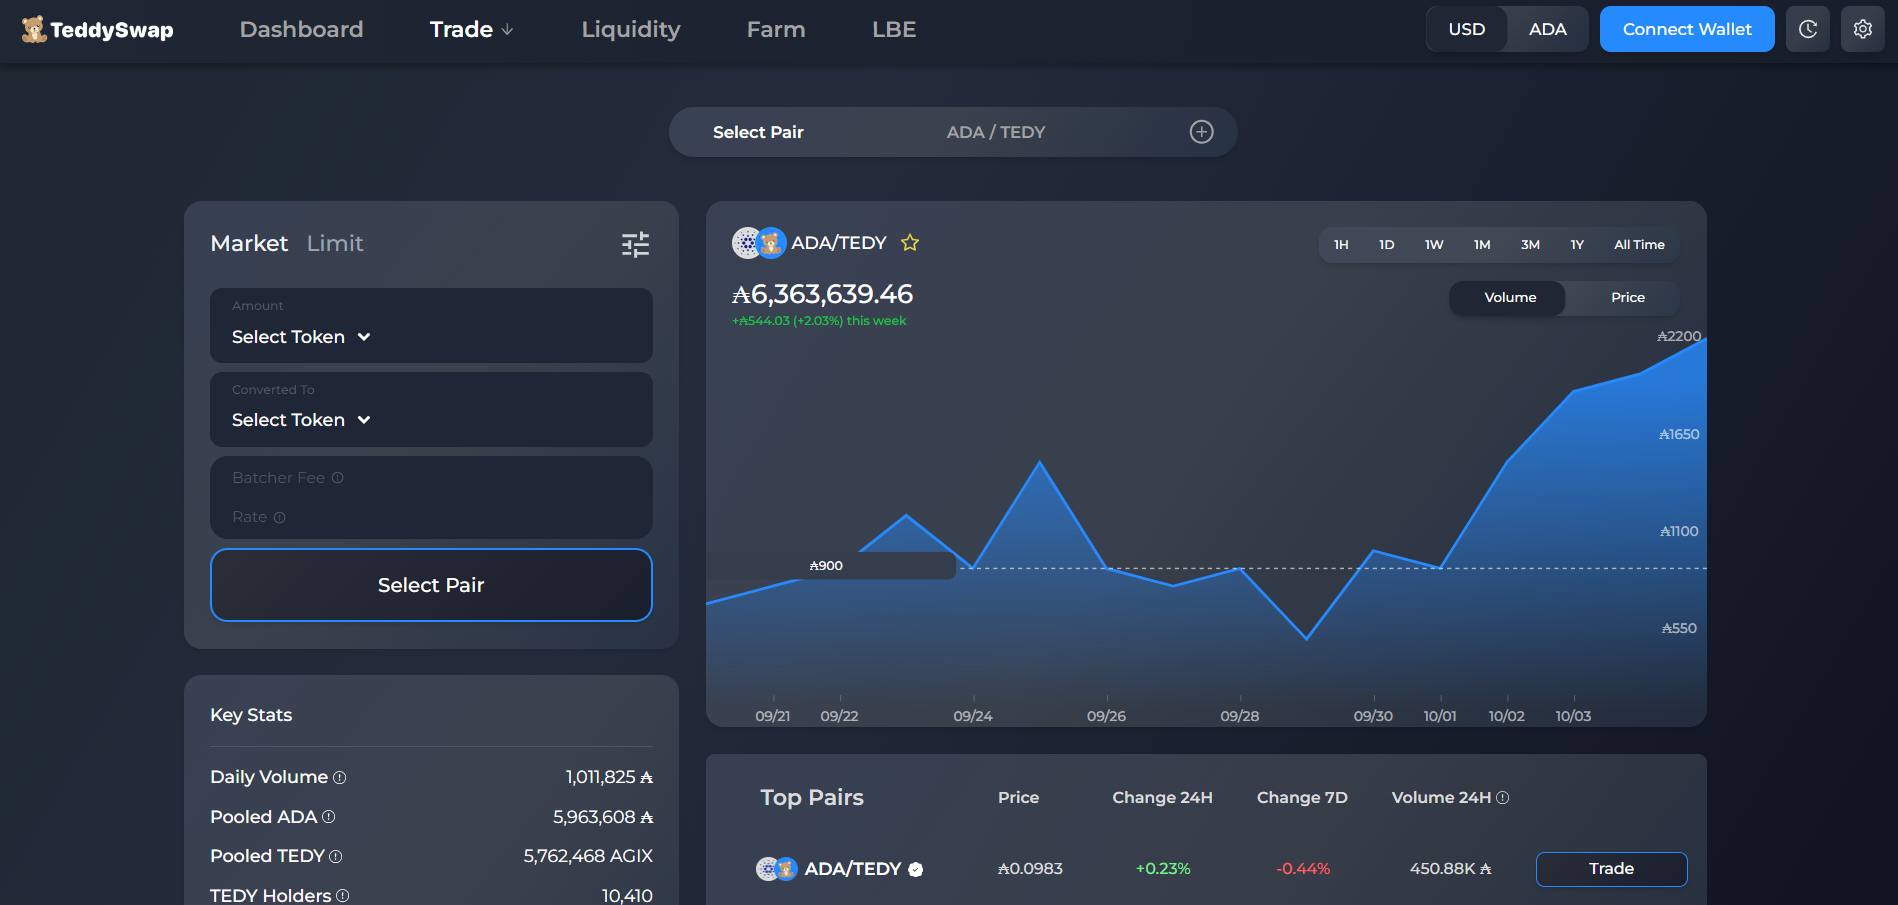 TeddySwap Dashboard Trade Liquidity Farm LBE USD ADA Connect Wallet
Select Pair ADA / TEDY
Market Limit
Amount
Select Token
Converted To
Select Token
Batcher Fee
Rate
Select Pair
Key Stats
Daily Volume 1,011,825 ₳
Pooled ADA 5,963,608 ₳
Pooled TEDY 5,762,468 AGIX
TEDY Holders 10,410
ADA/TEDY
1H 1D 1W 1M 3M 1Y All Time
₳6,363,639.46
+₳544.03 (+2.03%) this week
Volume Price
₳2200
₳1650
₳1100
₳900
₳550
09/21 09/22 09/24 09/26 09/28 09/30 10/01 10/02 10/03
Top Pairs Price Change 24H Change 7D Volume 24H
ADA/TEDY ₳0.0983 +0.23% -0.44% 450.88K ₳ Trade